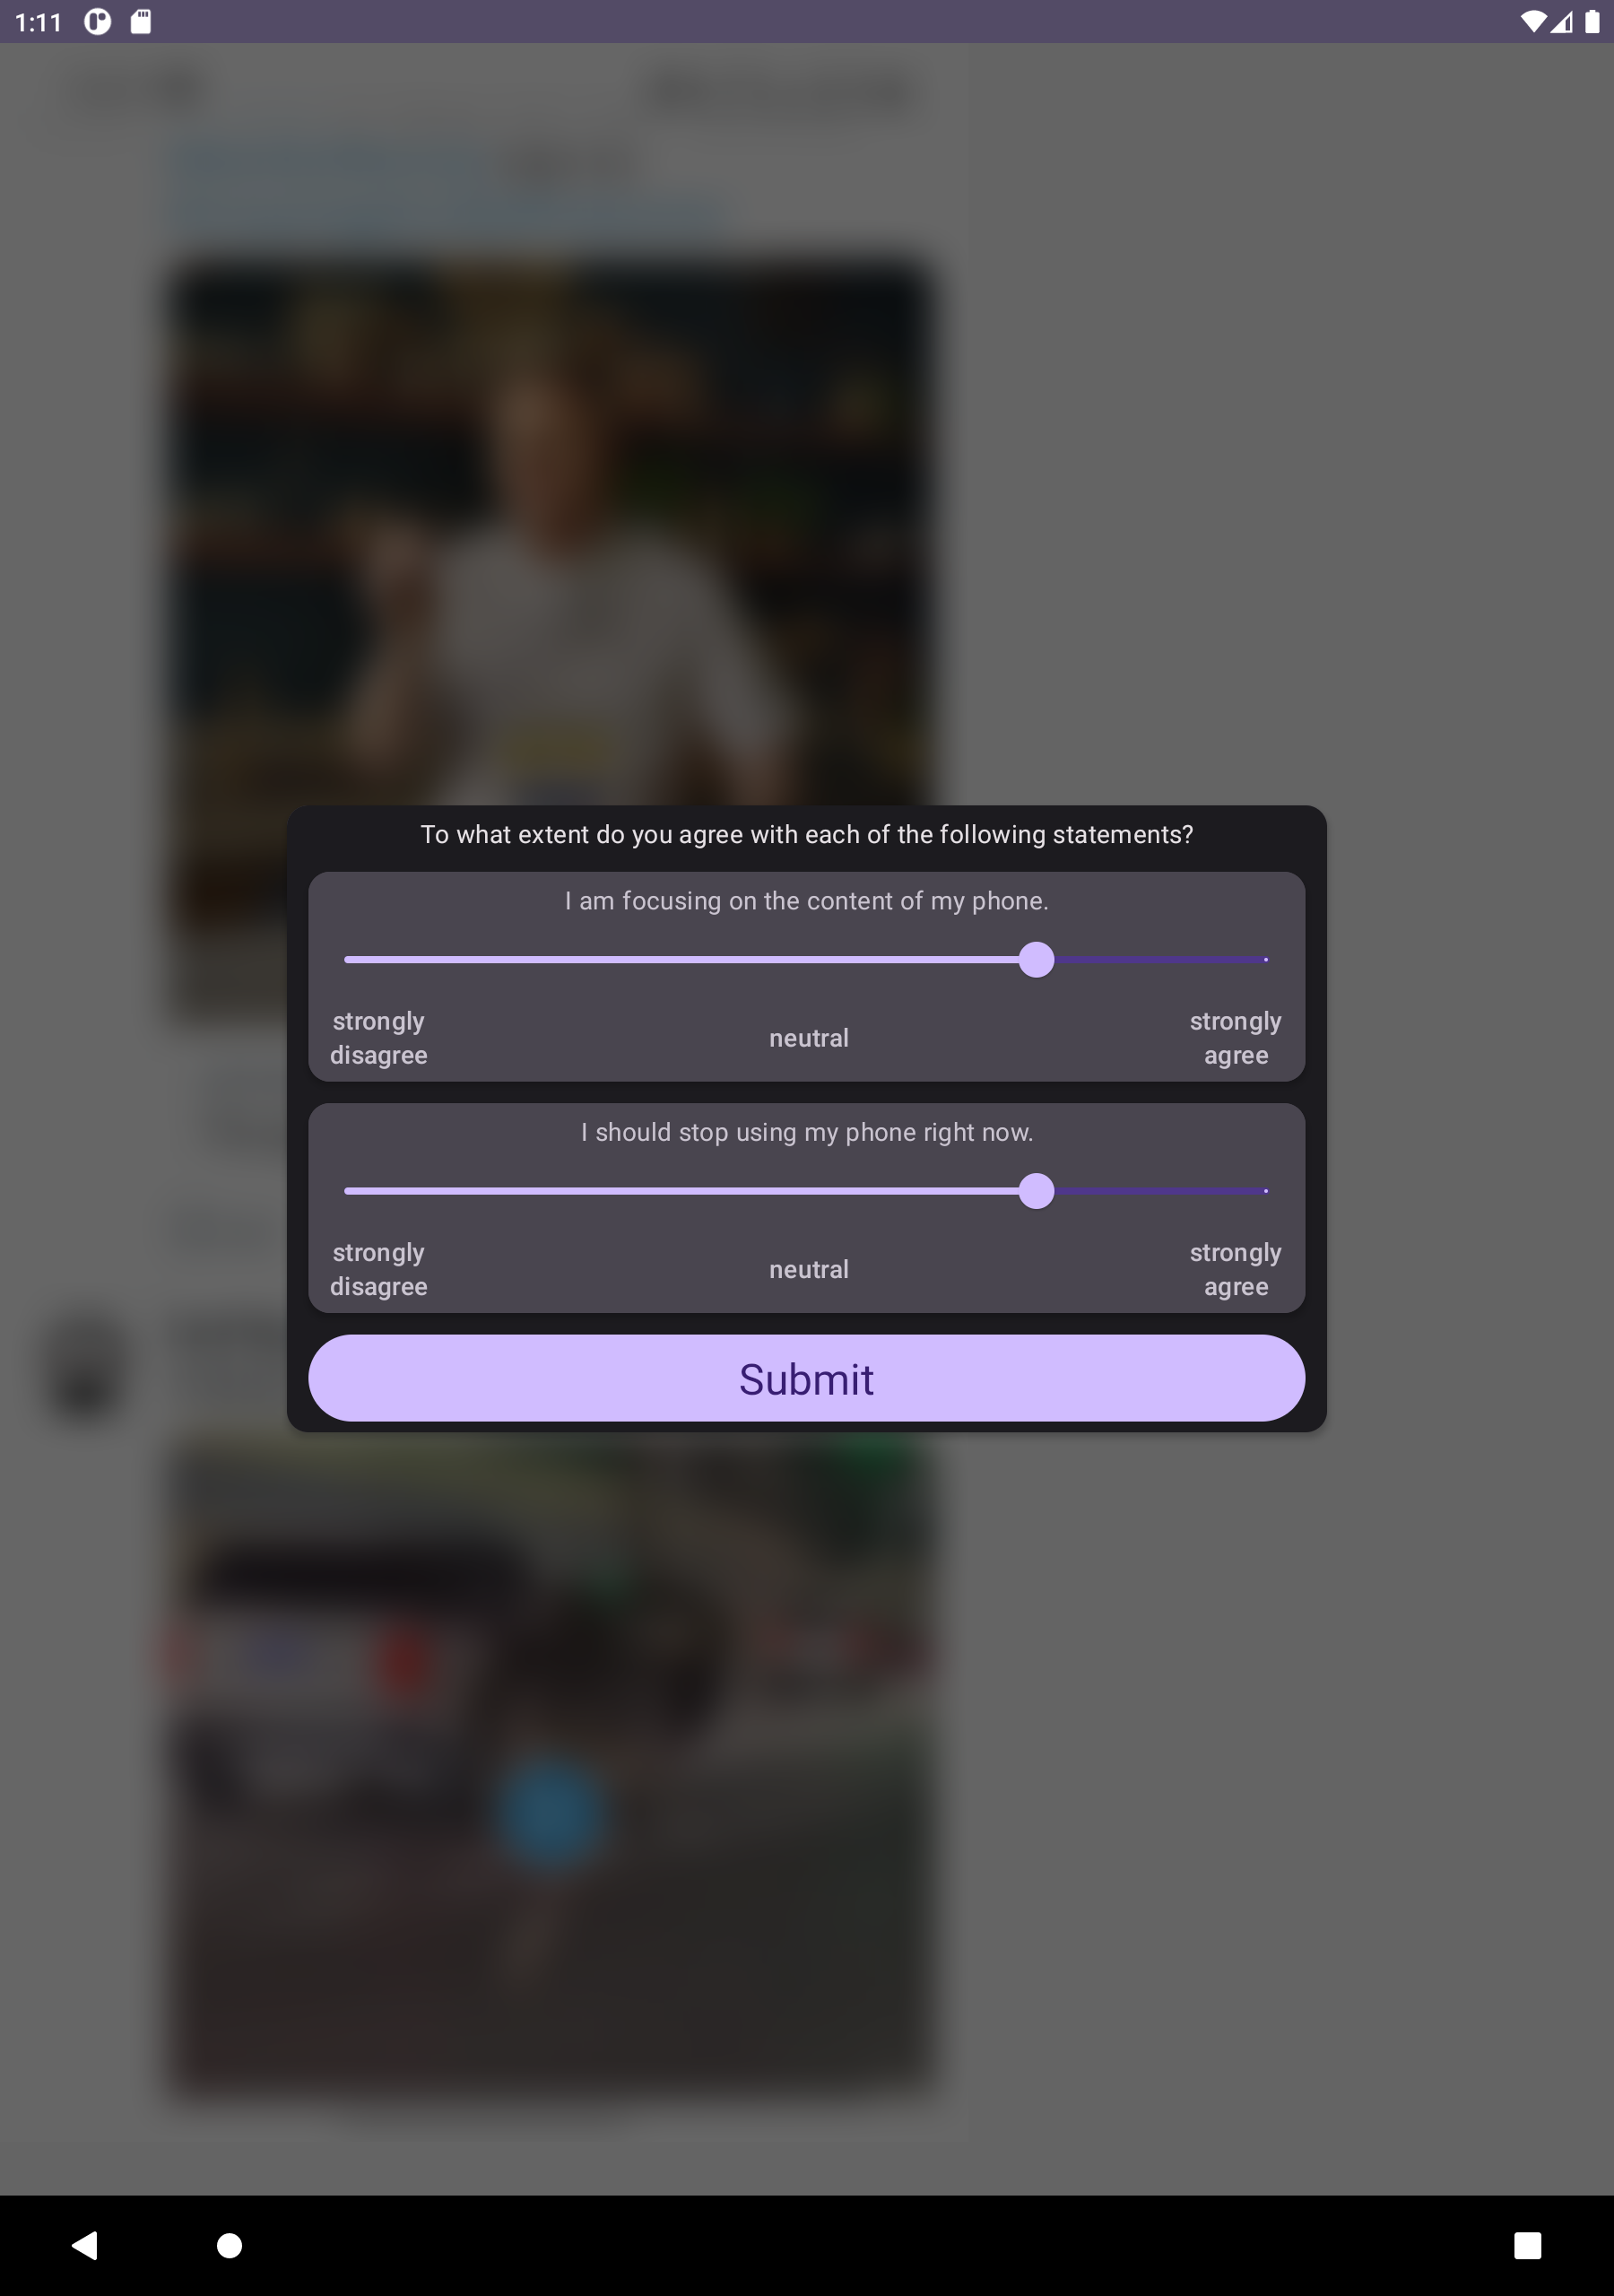 1:11
To what extent do you agree with each of the following statements?
I am focusing on the content of my phone.
strongly disagree
neutral
strongly agree
I should stop using my phone right now.
strongly disagree
neutral
strongly agree
Submit